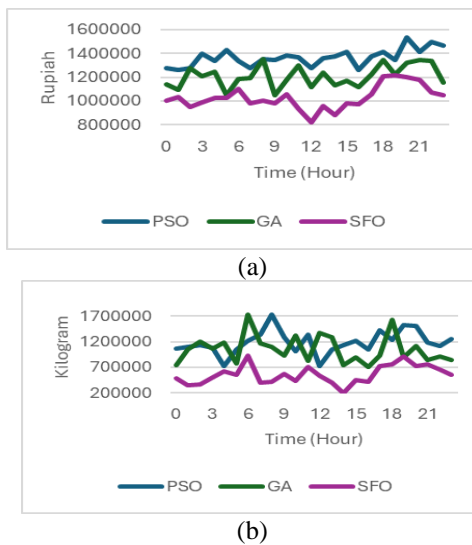 1600000
1400000
1200000
1000000
800000
Rupiah
0 3 6 9 12 15 18 21
Time (Hour)
PSO GA SFO
(a)
1700000
1200000
700000
200000
Kilogram
0 3 6 9 12 15 18 21
Time (Hour)
PSO GA SFO
(b)